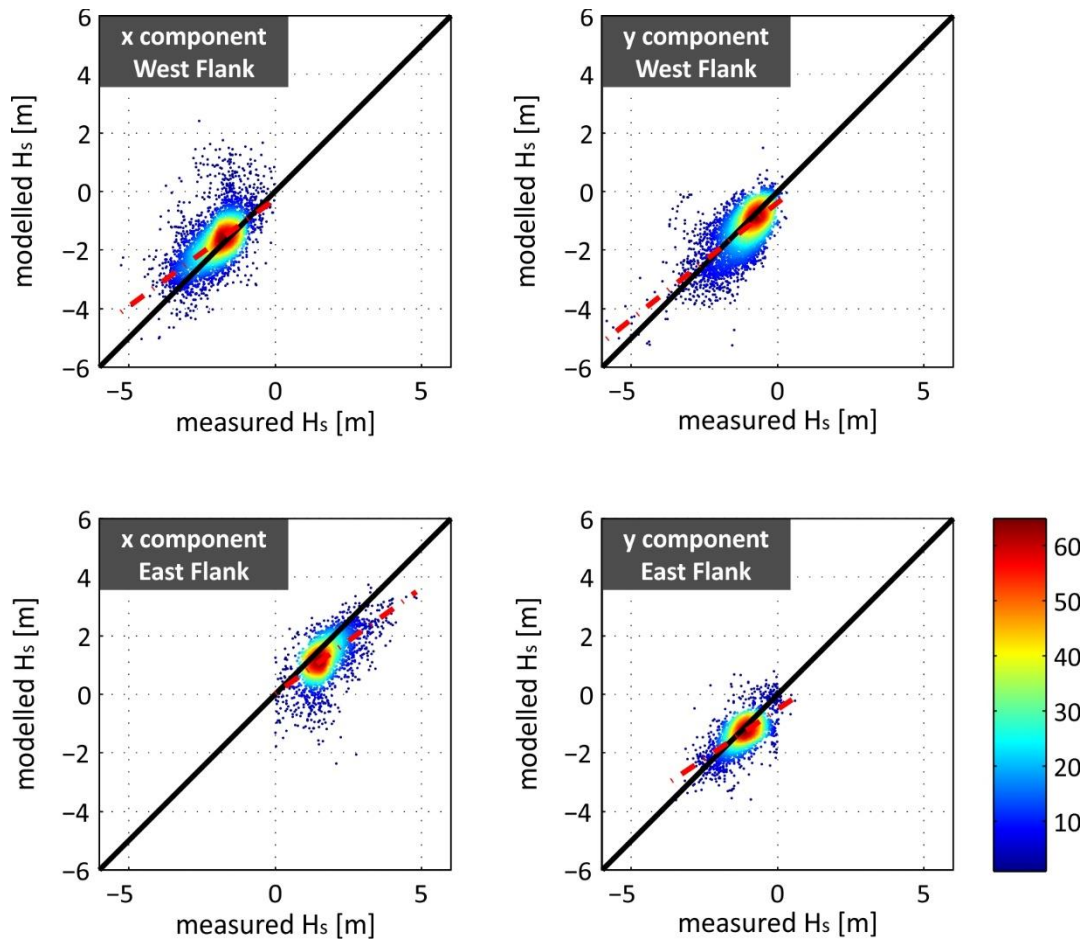 x component
West Flank
6
4
2
0
−2
−4
−6
−5
0
5
modelled Hs [m]
measured Hs [m]
y component
West Flank
6
4
2
0
−2
−4
−6
−5
0
5
modelled Hs [m]
measured Hs [m]
x component
East Flank
6
4
2
0
−2
−4
−6
−5
0
5
modelled Hs [m]
measured Hs [m]
y component
East Flank
6
4
2
0
−2
−4
−6
−5
0
5
modelled Hs [m]
measured Hs [m]
60
50
40
30
20
10